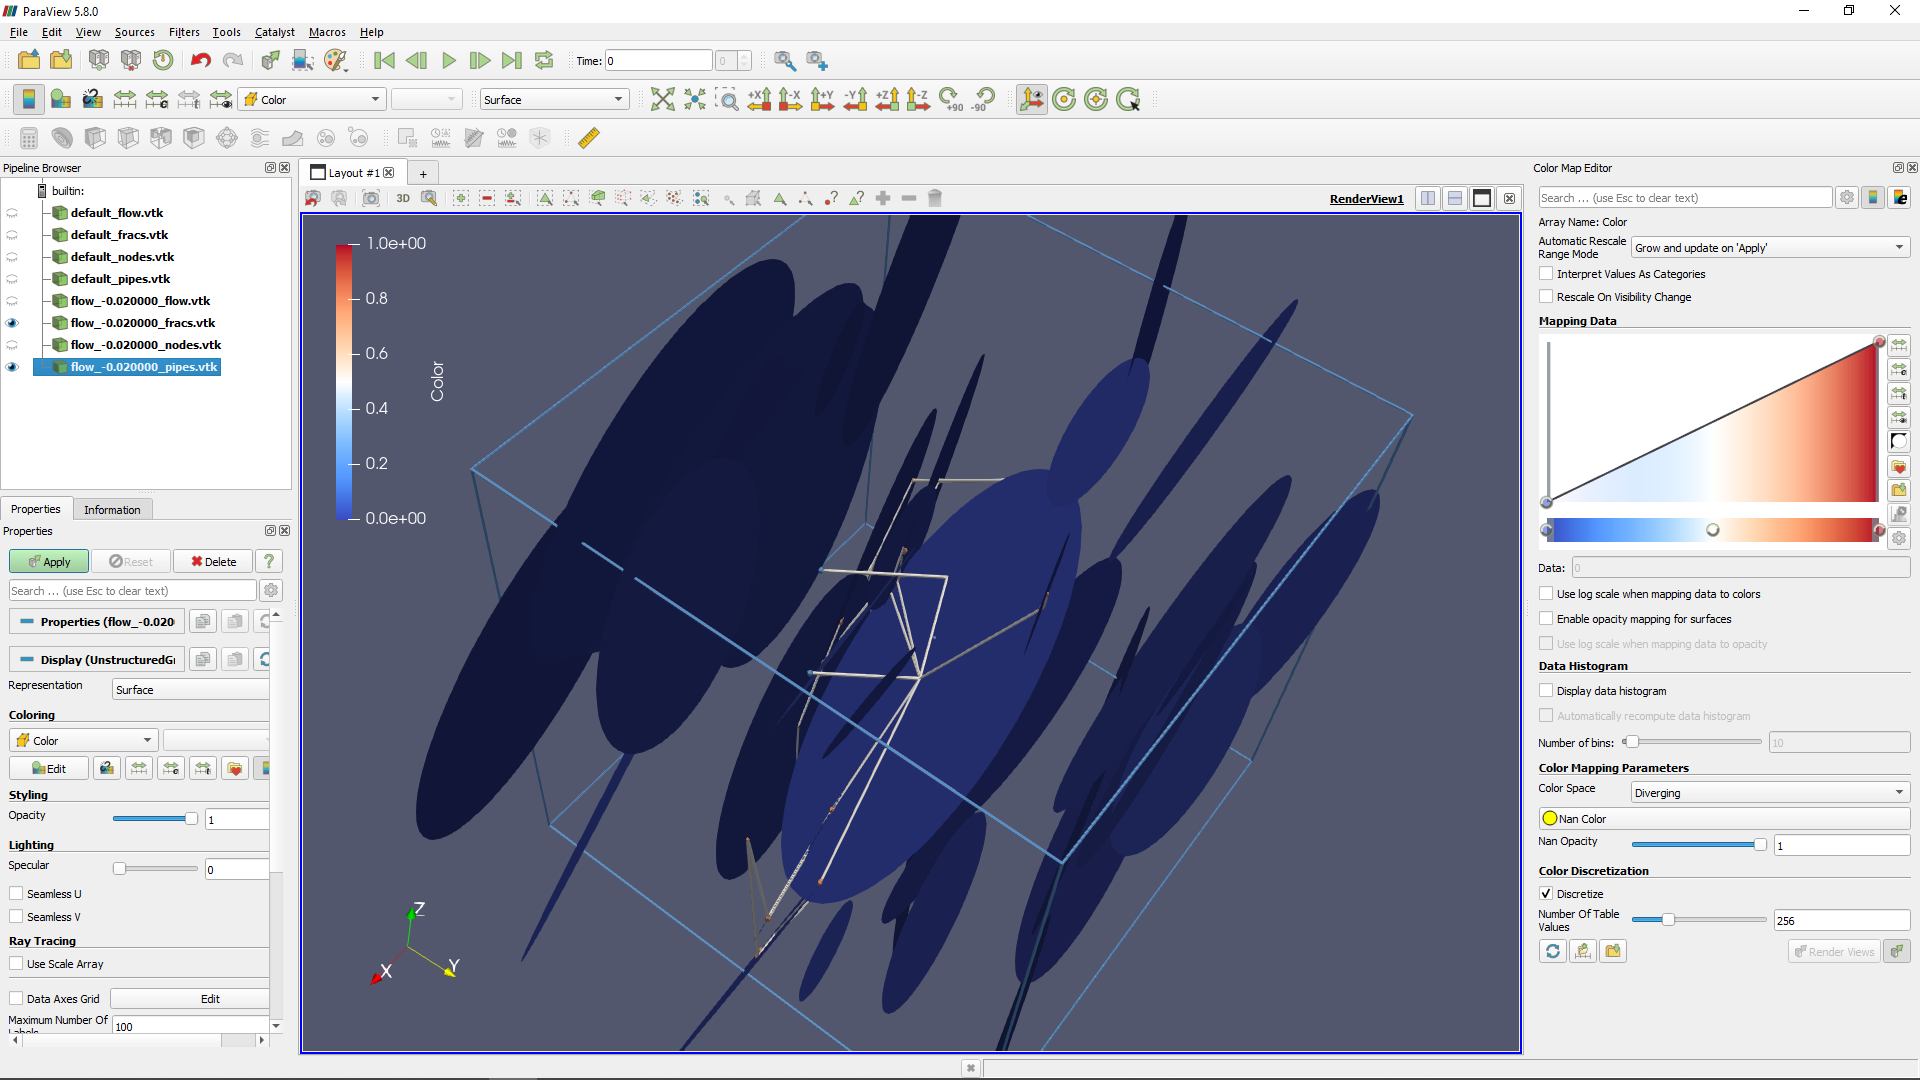 ParaView 5.8.0
File Edit View Sources Filters Tools Catalyst Macros Help
Time: 0 0
Color Surface +X -X +Y -Y +Z -Z +90 -90
Pipeline Browser
builtin:
default_flow.vtk
default_fracs.vtk
default_nodes.vtk
default_pipes.vtk
flow_-0.020000_flow.vtk
flow_-0.020000_fracs.vtk
flow_-0.020000_nodes.vtk
flow_-0.020000_pipes.vtk
Properties Information
Properties
Apply Reset Delete ?
Search ... (use Esc to clear text)
Properties (flow_-0.020
Display (UnstructuredGr
Representation Surface
Coloring
Color
Edit
Styling
Opacity 1
Lighting
Specular 0
Seamless U
Seamless V
Ray Tracing
Use Scale Array
Data Axes Grid Edit
Maximum Number Of
Labels 100
Layout #1 +
3D
RenderView1
1.0e+00
0.8
0.6
0.4
0.2
0.0e+00
Color
Z
X
Y
Color Map Editor
Search ... (use Esc to clear text)
Array Name: Color
Automatic Rescale
Range Mode
Grow and update on 'Apply'
Interpret Values As Categories
Rescale On Visibility Change
Mapping Data
Data: 0
Use log scale when mapping data to colors
Enable opacity mapping for surfaces
Use log scale when mapping data to opacity
Data Histogram
Display data histogram
Automatically recompute data histogram
Number of bins: 10
Color Mapping Parameters
Color Space Diverging
Nan Color
Nan Opacity 1
Color Discretization
Discretize
Number Of Table
Values
256
Render Views